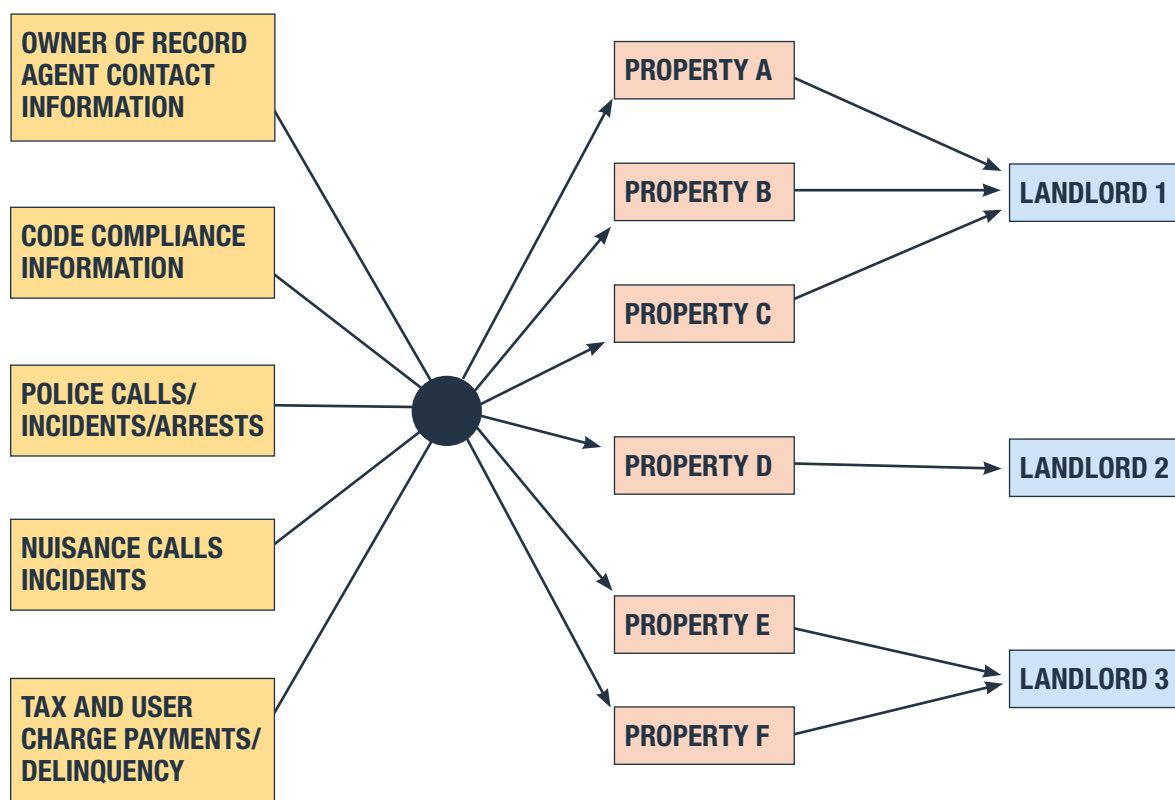 OWNER OF RECORD
AGENT CONTACT
INFORMATION
CODE COMPLIANCE
INFORMATION
POLICE CALLS/
INCIDENTS/ARRESTS
NUISANCE CALLS
INCIDENTS
TAX AND USER
CHARGE PAYMENTS/
DELINQUENCY
PROPERTY A
PROPERTY B
PROPERTY C
PROPERTY D
PROPERTY E
PROPERTY F
LANDLORD 1
LANDLORD 2
LANDLORD 3